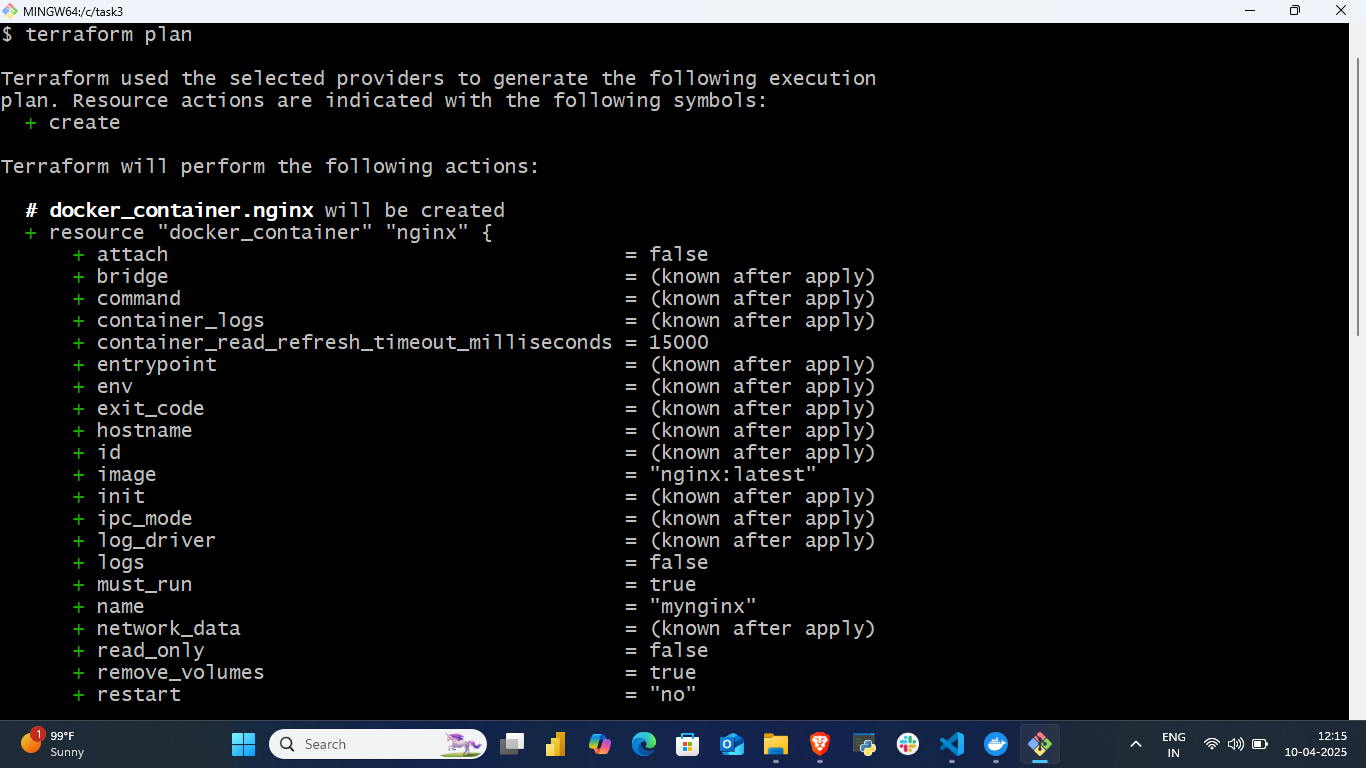 MINGW64:/c/task3
$ terraform plan
Terraform used the selected providers to generate the following execution
plan. Resource actions are indicated with the following symbols:
  + create
Terraform will perform the following actions:
  # docker_container.nginx will be created
  + resource "docker_container" "nginx" {
      + attach                                      = false
      + bridge                                      = (known after apply)
      + command                                     = (known after apply)
      + container_logs                              = (known after apply)
      + container_read_refresh_timeout_milliseconds = 15000
      + entrypoint                                  = (known after apply)
      + env                                         = (known after apply)
      + exit_code                                   = (known after apply)
      + hostname                                    = (known after apply)
      + id                                          = (known after apply)
      + image                                       = "nginx:latest"
      + init                                        = (known after apply)
      + ipc_mode                                    = (known after apply)
      + log_driver                                  = (known after apply)
      + logs                                        = false
      + must_run                                    = true
      + name                                        = "mynginx"
      + network_data                                = (known after apply)
      + read_only                                   = false
      + remove_volumes                              = true
      + restart                                     = "no"
1
99°F
Sunny
Search
ENG
IN
12:15
10-04-2025